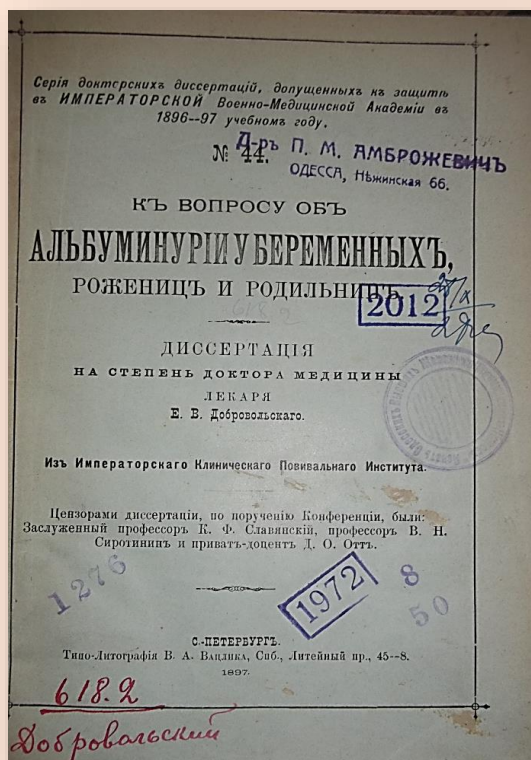 Серія докторскихъ диссертацій, допущенныхъ къ защитѣ
въ ИМПЕРАТОРСКОЙ Военно-Медицинской Академіи въ
1896—97 учебномъ году.
№ 44.
Д-ръ П. М. АМБРОЖЕВИЧЪ
ОДЕССА, Нѣжинская 66.
КЪ ВОПРОСУ ОБЪ
АЛЬБУМИНУРІИ У БЕРЕМЕННЫХЪ,
РОЖЕНИЦЪ И РОДИЛЬНИЦЪ.
618.2
2012
ДИССЕРТАЦІЯ
НА СТЕПЕНЬ ДОКТОРА МЕДИЦИНЫ
ЛЕКАРЯ
Е. В. Добровольскаго.
Изъ Императорскаго Клиническаго Повивальнаго Института.
Цензорами диссертаціи, по порученію Конференціи, были:
Заслуженный профессоръ К. Ф. Славянскій, профессоръ В. Н.
Сиротининъ и приватъ-доцентъ Д. О. Оттъ.
1276
1972
8
50
С.-ПЕТЕРБУРГЪ.
Типо-Литографія В. А. Вацлика, Спб., Литейный пр., 45—8.
1897.
618.2
Добровольский